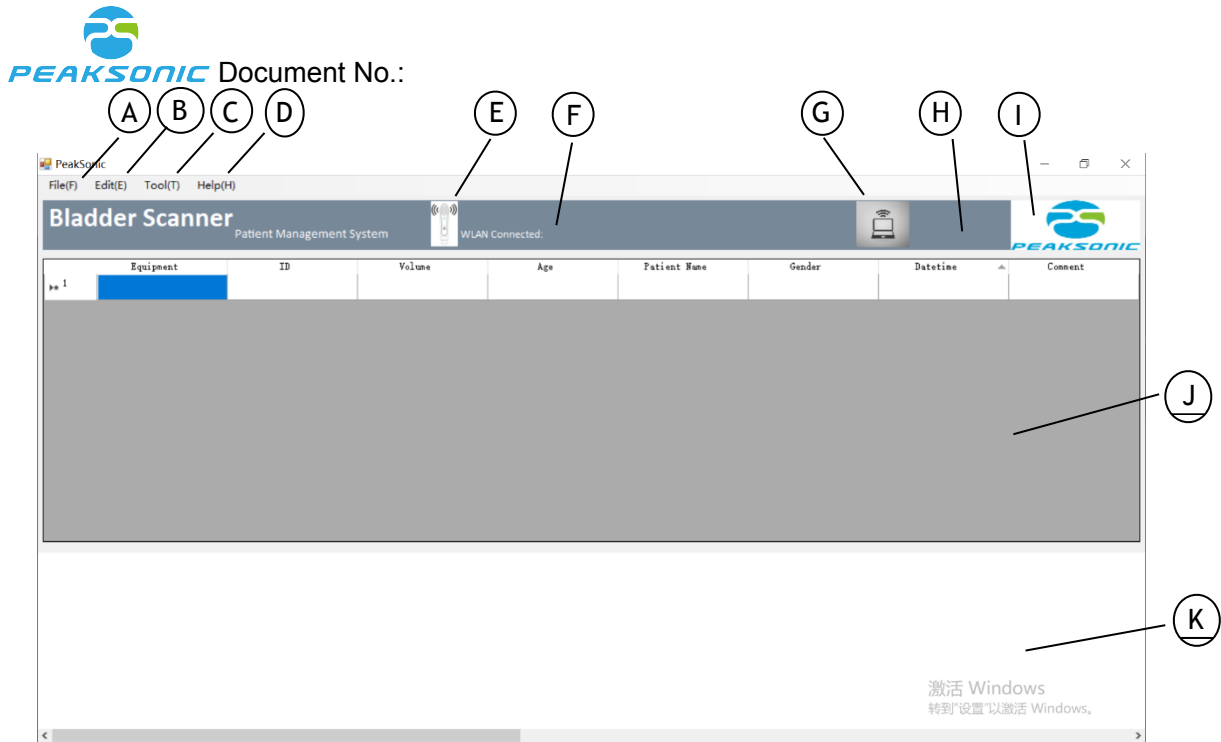 PEAKSONIC Document No.:
A B C D E F G H I
PeakSonic
File(F) Edit(E) Tool(T) Help(H)
Bladder Scanner
Patient Management System
WLAN Connected:
PEAKSONIC
Equipment ID Volume Age Patient Name Gender Datetime Comment
1
J
K
激活 Windows
转到"设置"以激活 Windows。